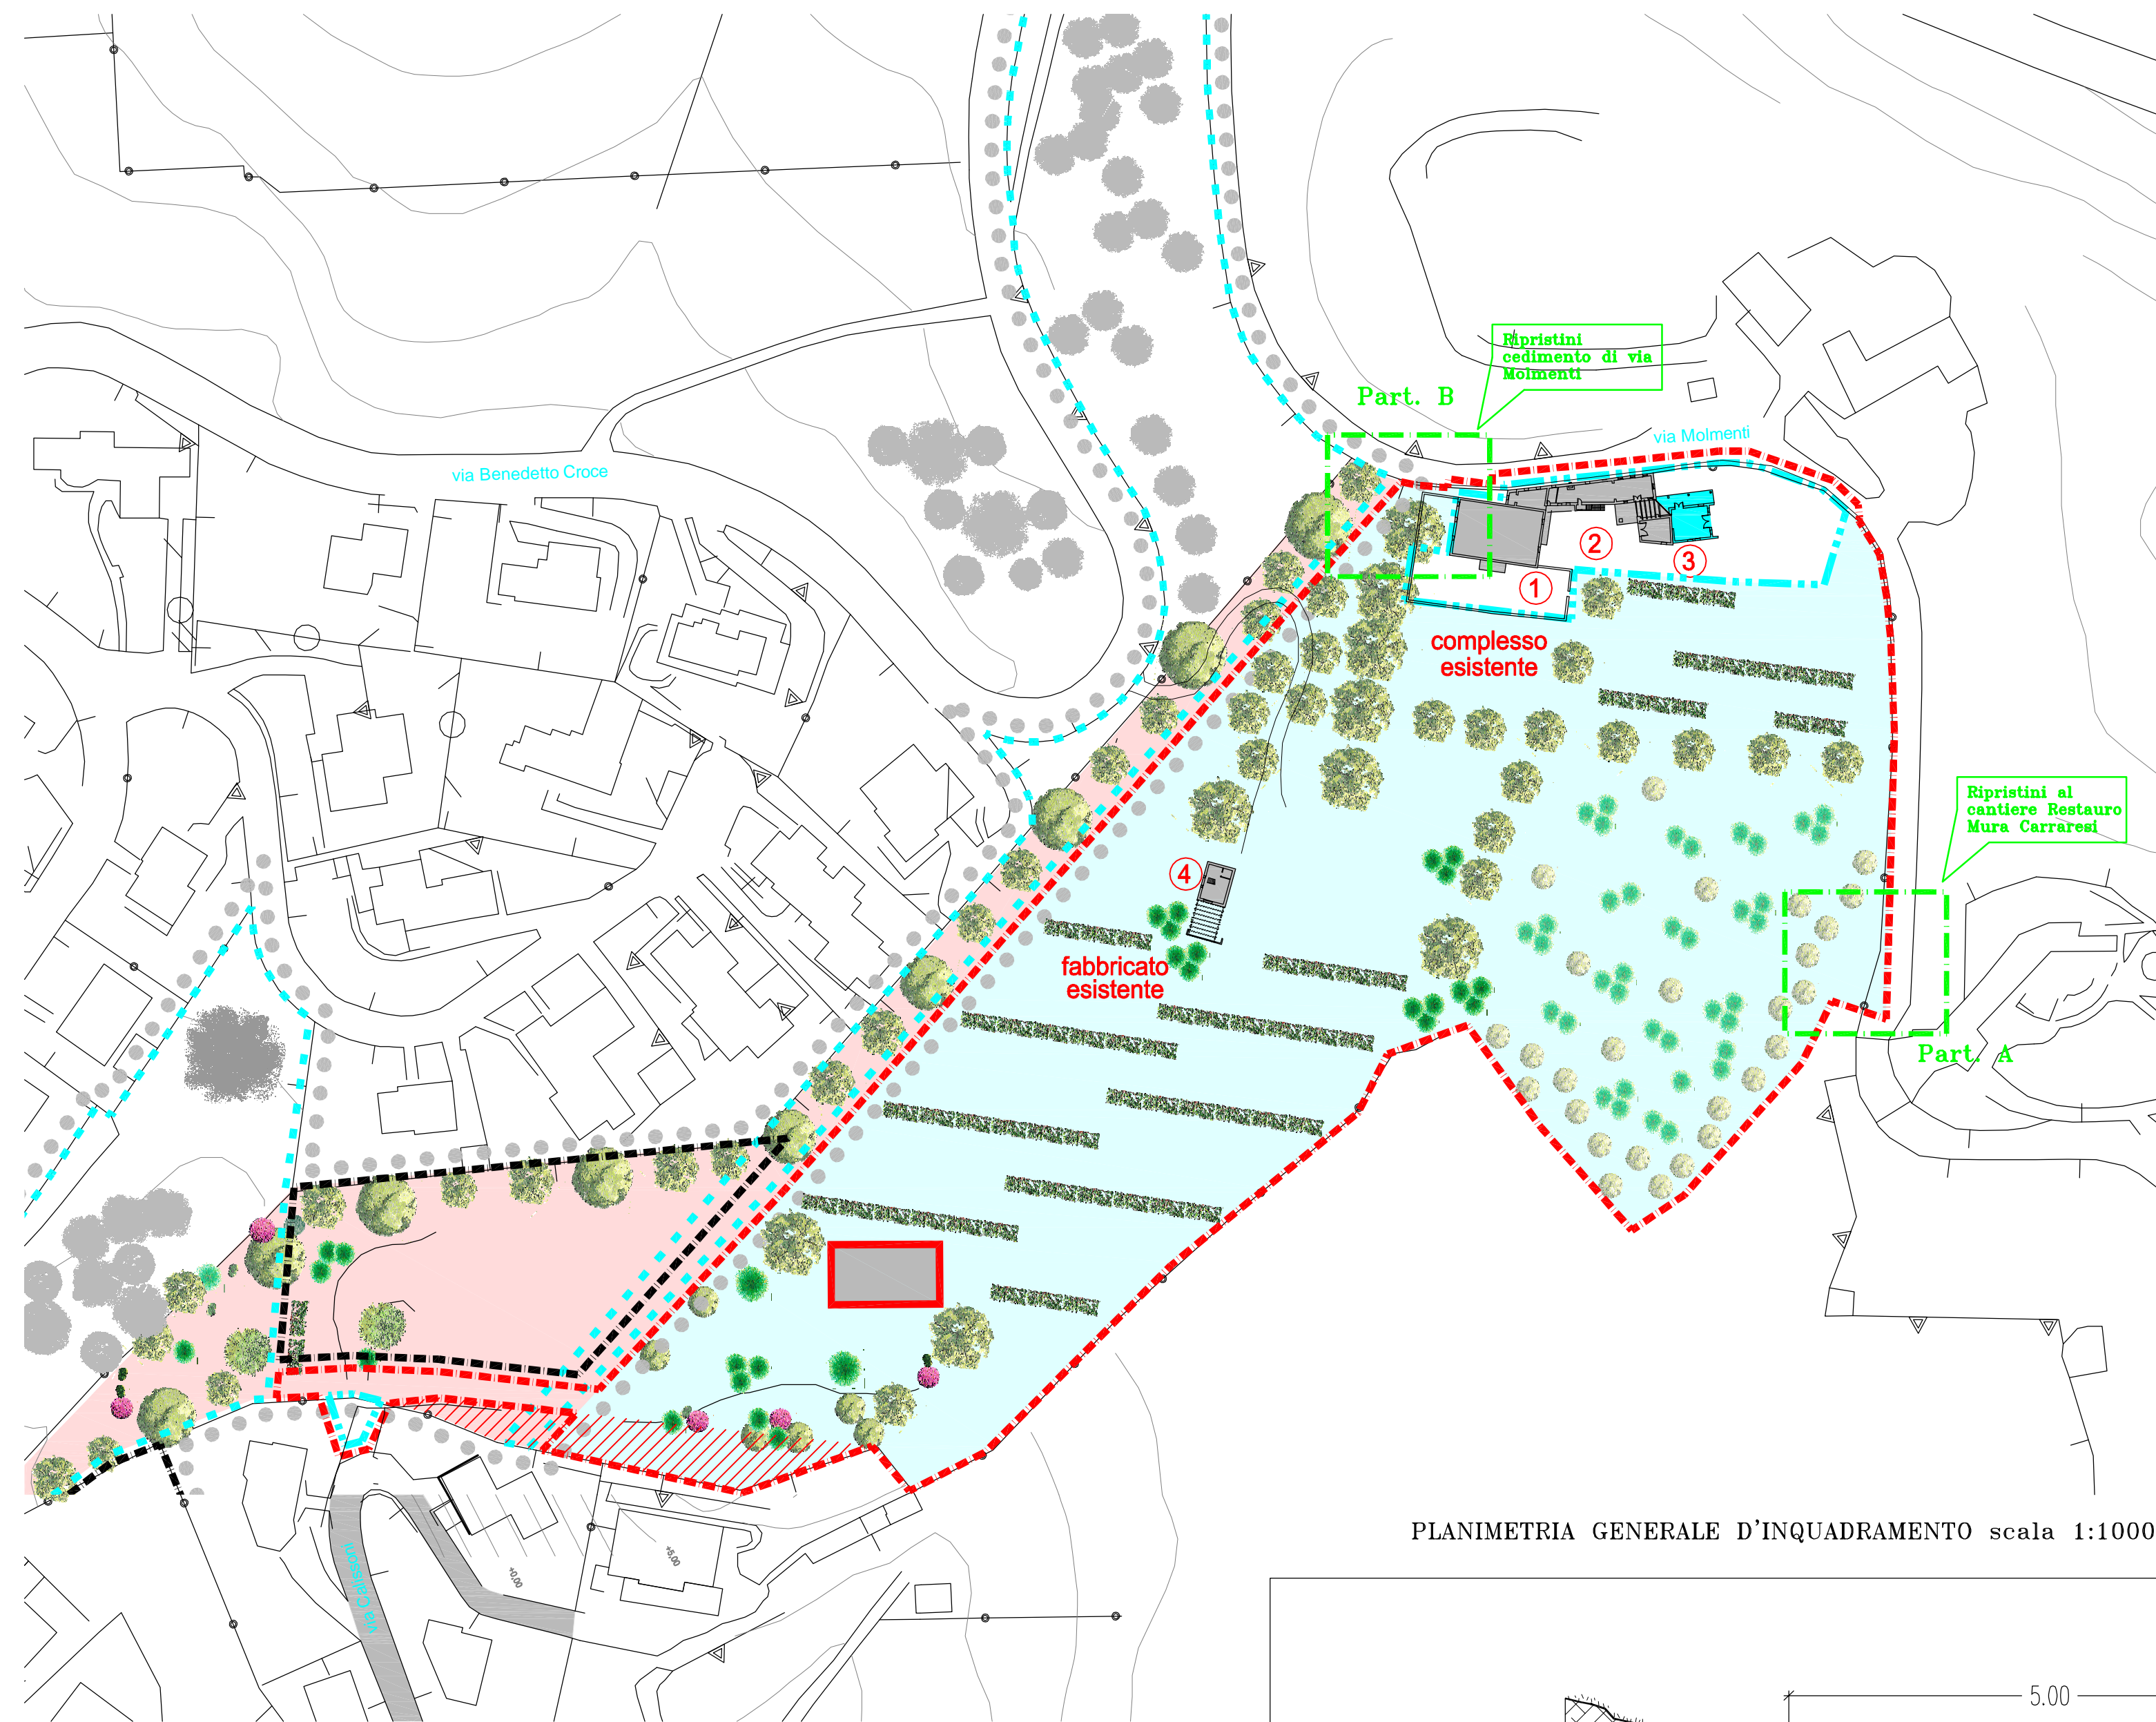 Ripristini
cedimento di via
Molmenti
Part. B
via Molmenti
via Benedetto Croce
2
3
1
complesso
esistente
Ripristini al
cantiere Restauro
Mura Carraresi
4
fabbricato
esistente
Part. A
PLANIMETRIA GENERALE D'INQUADRAMENTO scala 1:1000
via Calissoni
+5,00
+0,00
5.00